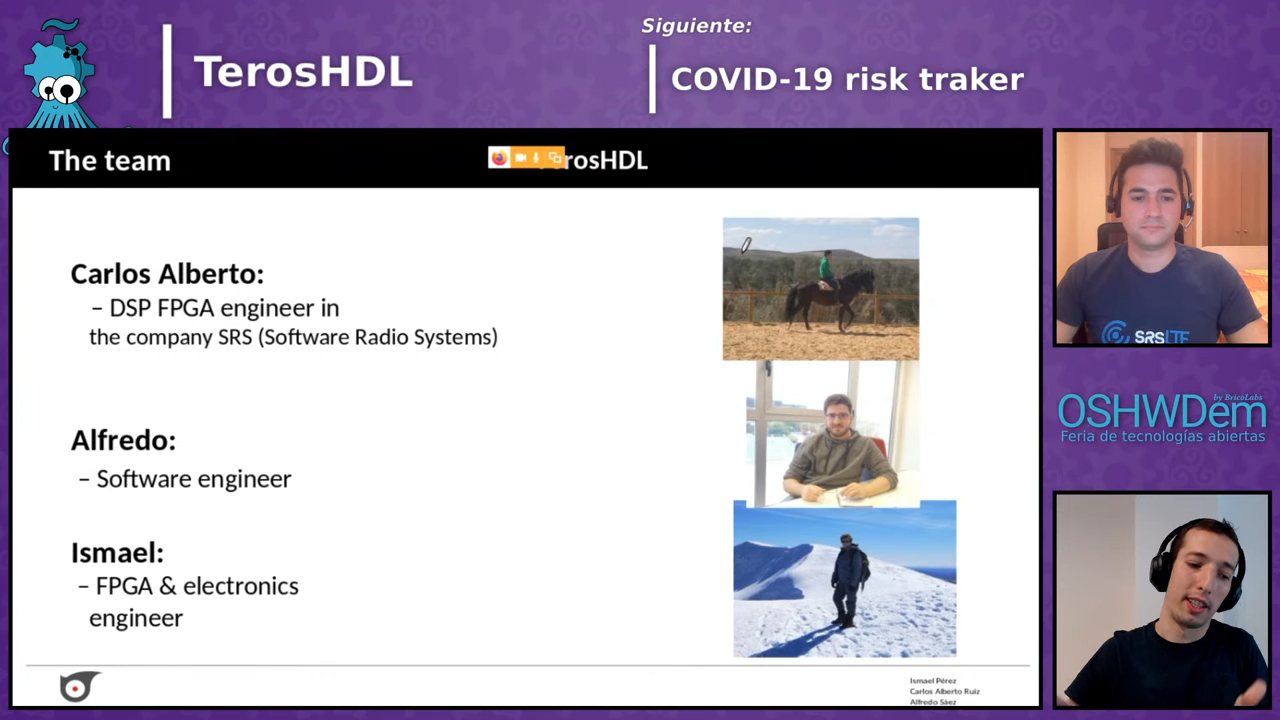 Siguiente:
TerosHDL
COVID-19 risk traker
The team
rosHDL
Carlos Alberto:
– DSP FPGA engineer in
the company SRS (Software Radio Systems)
Alfredo:
– Software engineer
Ismael:
– FPGA & electronics
engineer
Ismael Pérez
Carlos Alberto Ruiz
Alfredo Sáez
SRSLTE
by BricoLabs
OSHWDem
Feria de tecnologías abiertas